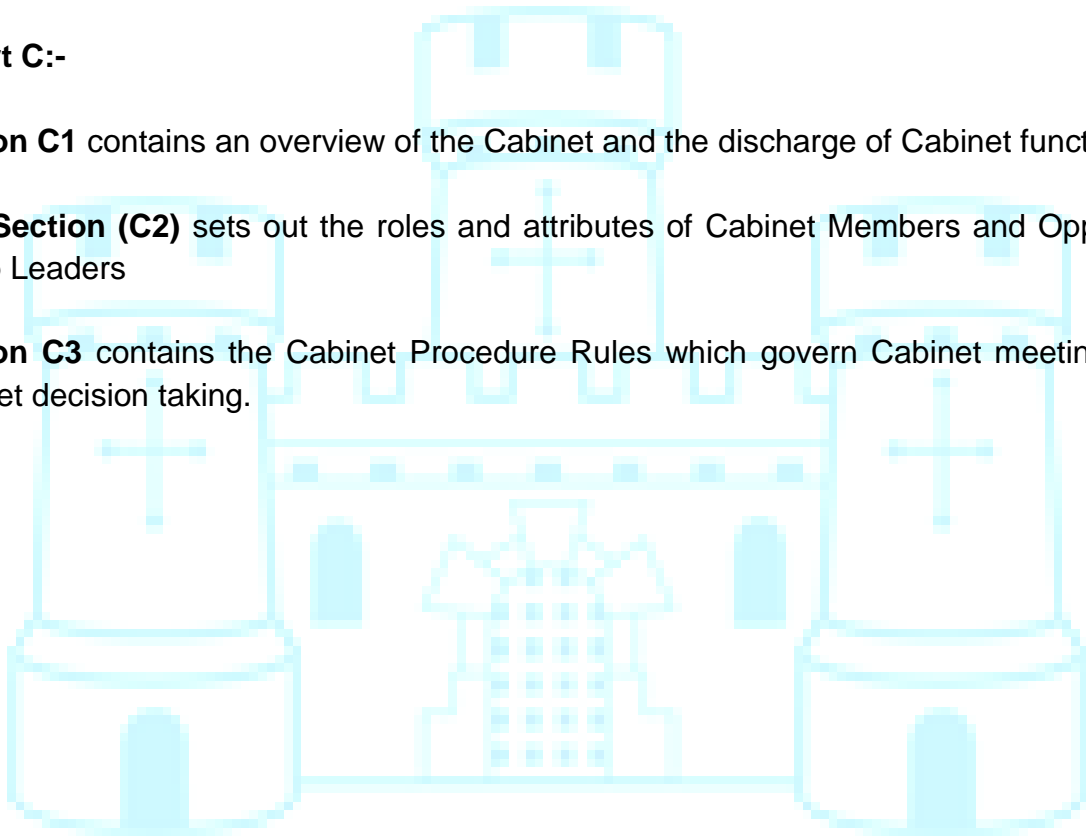 t C:-
on C1 contains an overview of the Cabinet and the discharge of Cabinet funct
Section (C2) sets out the roles and attributes of Cabinet Members and Opp
Leaders
on C3 contains the Cabinet Procedure Rules which govern Cabinet meetin
et decision taking.